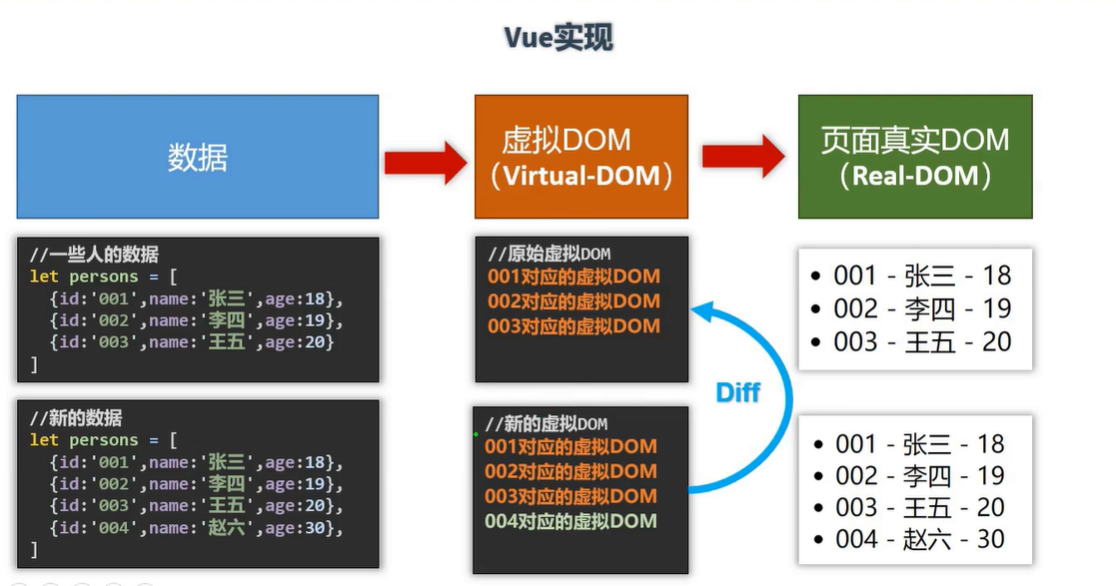 Vue实现
数据
虚拟DOM
（Virtual-DOM）
页面真实DOM
（Real-DOM）
//一些人的数据
let persons = [
{id:'001',name:'张三',age:18},
{id:'002',name:'李四',age:19},
{id:'003',name:'王五',age:20}
]
//原始虚拟DOM
001对应的虚拟DOM
002对应的虚拟DOM
003对应的虚拟DOM
• 001 - 张三 - 18
• 002 - 李四 - 19
• 003 - 王五 - 20
Diff
//新的数据
let persons = [
{id:'001',name:'张三',age:18},
{id:'002',name:'李四',age:19},
{id:'003',name:'王五',age:20},
{id:'004',name:'赵六',age:30},
]
//新的虚拟DOM
001对应的虚拟DOM
002对应的虚拟DOM
003对应的虚拟DOM
004对应的虚拟DOM
• 001 - 张三 - 18
• 002 - 李四 - 19
• 003 - 王五 - 20
• 004 - 赵六 - 30